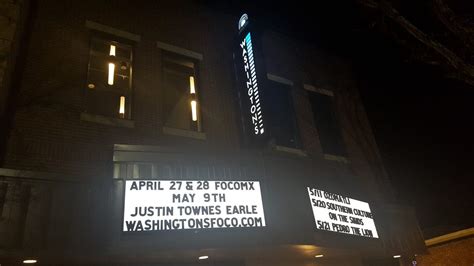 WASHINGTON'S
APRIL 27 & 28 FOCOMX
MAY 9TH
JUSTIN TOWNES EARLE
WASHINGTONSFOCO.COM
5/11 OZOMATLI
5/20 SOUTHERN CULTURE
ON THE SKIDS
5/21 PEDRO THE LION